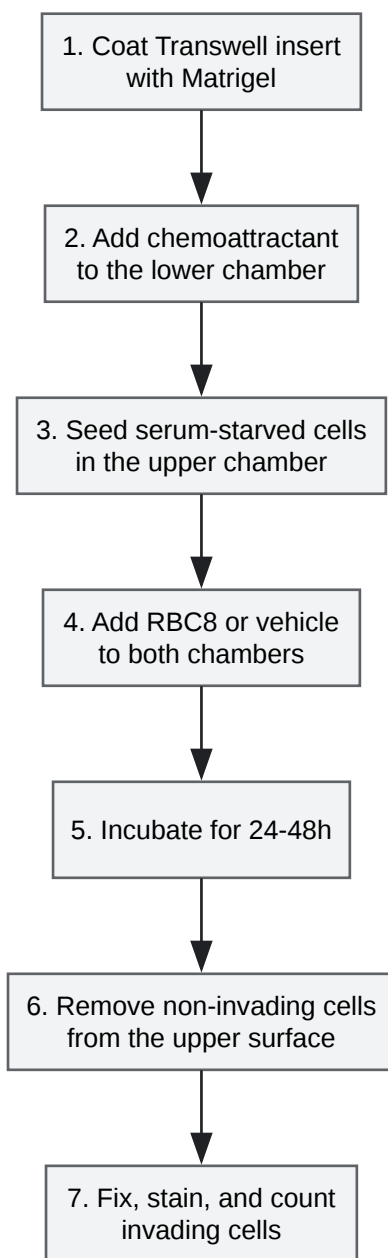 1. Coat Transwell insert
with Matrigel
2. Add chemoattractant
to the lower chamber
3. Seed serum-starved cells
in the upper chamber
4. Add RBC8 or vehicle
to both chambers
5. Incubate for 24-48h
6. Remove non-invading cells
from the upper surface
7. Fix, stain, and count
invading cells